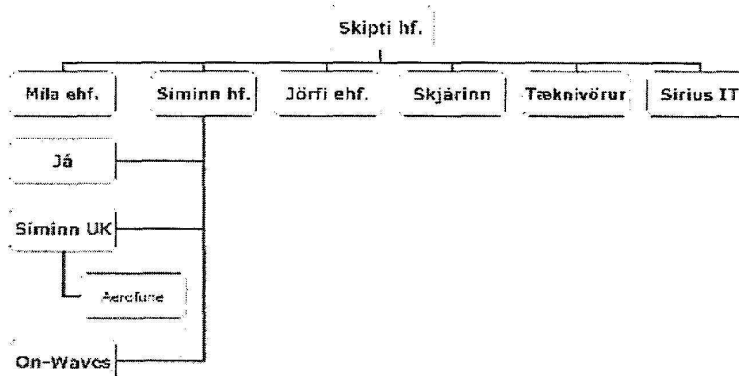 Skipti hf.
Míla ehf.
Síminn hf.
Jörfi ehf.
Skjárinn
Tæknivörur
Sirius IT
Já
Síminn UK
Aerofone
On-Waves